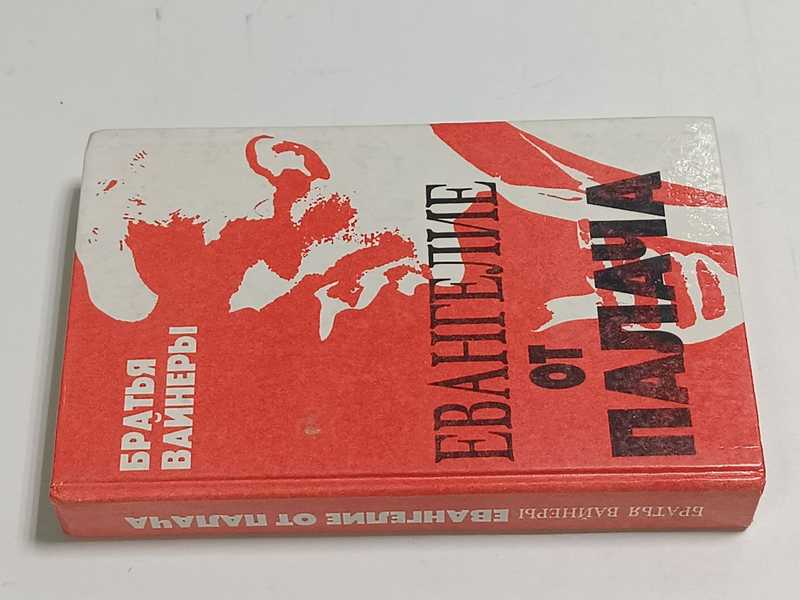 БРАТЬЯ
ВАЙНЕРЫ
ЕВАНГЕЛИЕ
ОТ
ПАЛАЧА
БРАТЬЯ ВАЙНЕРЫ ЕВАНГЕЛИЕ ОТ ПАЛАЧА